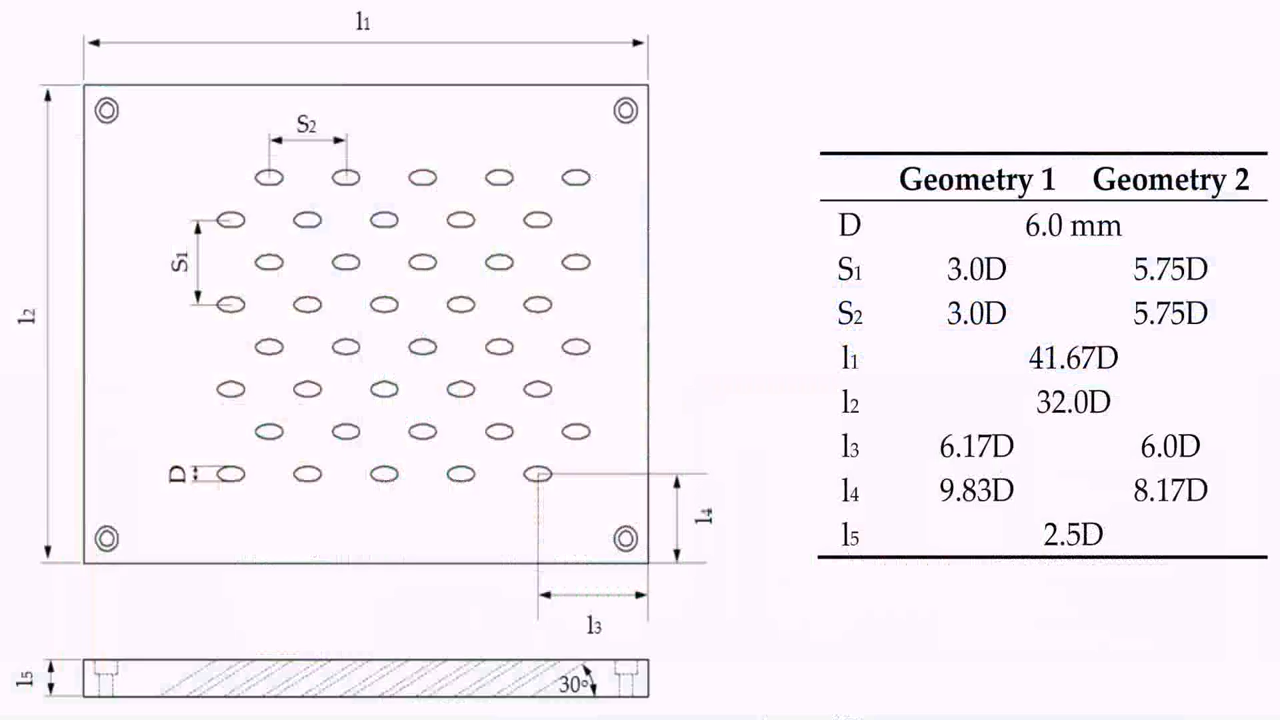 l1
S2
S1
l2
D
l4
l3
l5
30°
Geometry 1 Geometry 2
D 6.0 mm
S1 3.0D 5.75D
S2 3.0D 5.75D
l1 41.67D
l2 32.0D
l3 6.17D 6.0D
l4 9.83D 8.17D
l5 2.5D